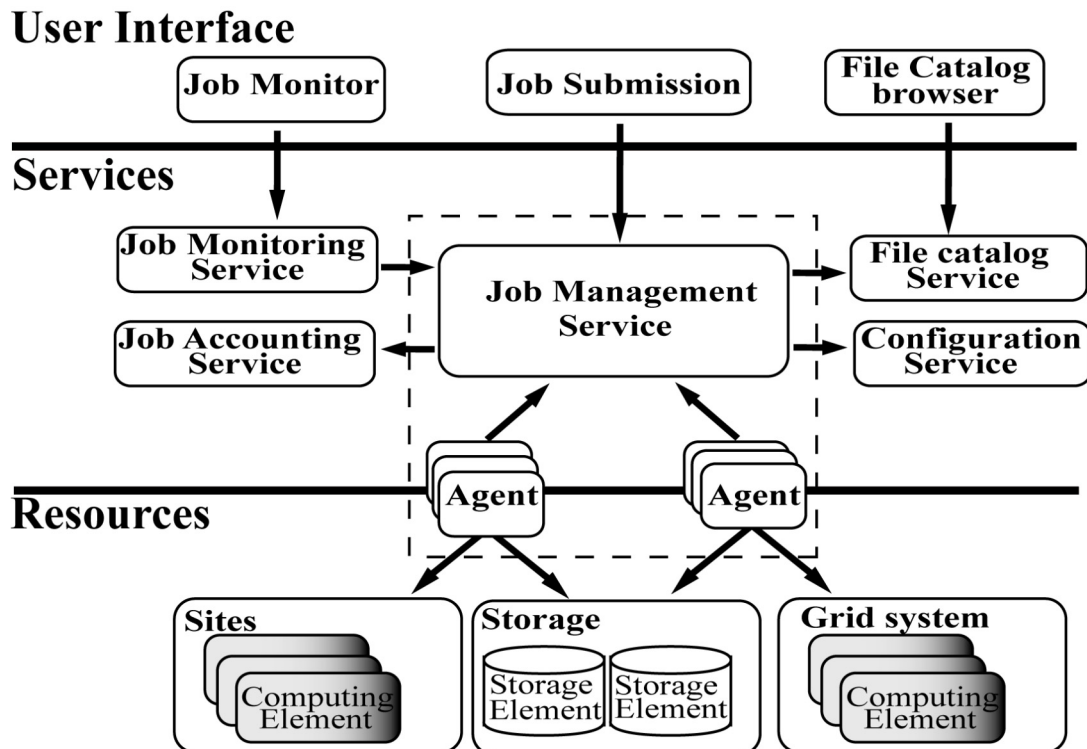 User Interface
Job Monitor
Job Submission
File Catalog
browser
Services
Job Monitoring
Service
Job Management
Service
File catalog
Service
Job Accounting
Service
Configuration
Service
Agent
Agent
Resources
Sites
Computing
Element
Storage
Storage
Element
Storage
Element
Grid system
Computing
Element